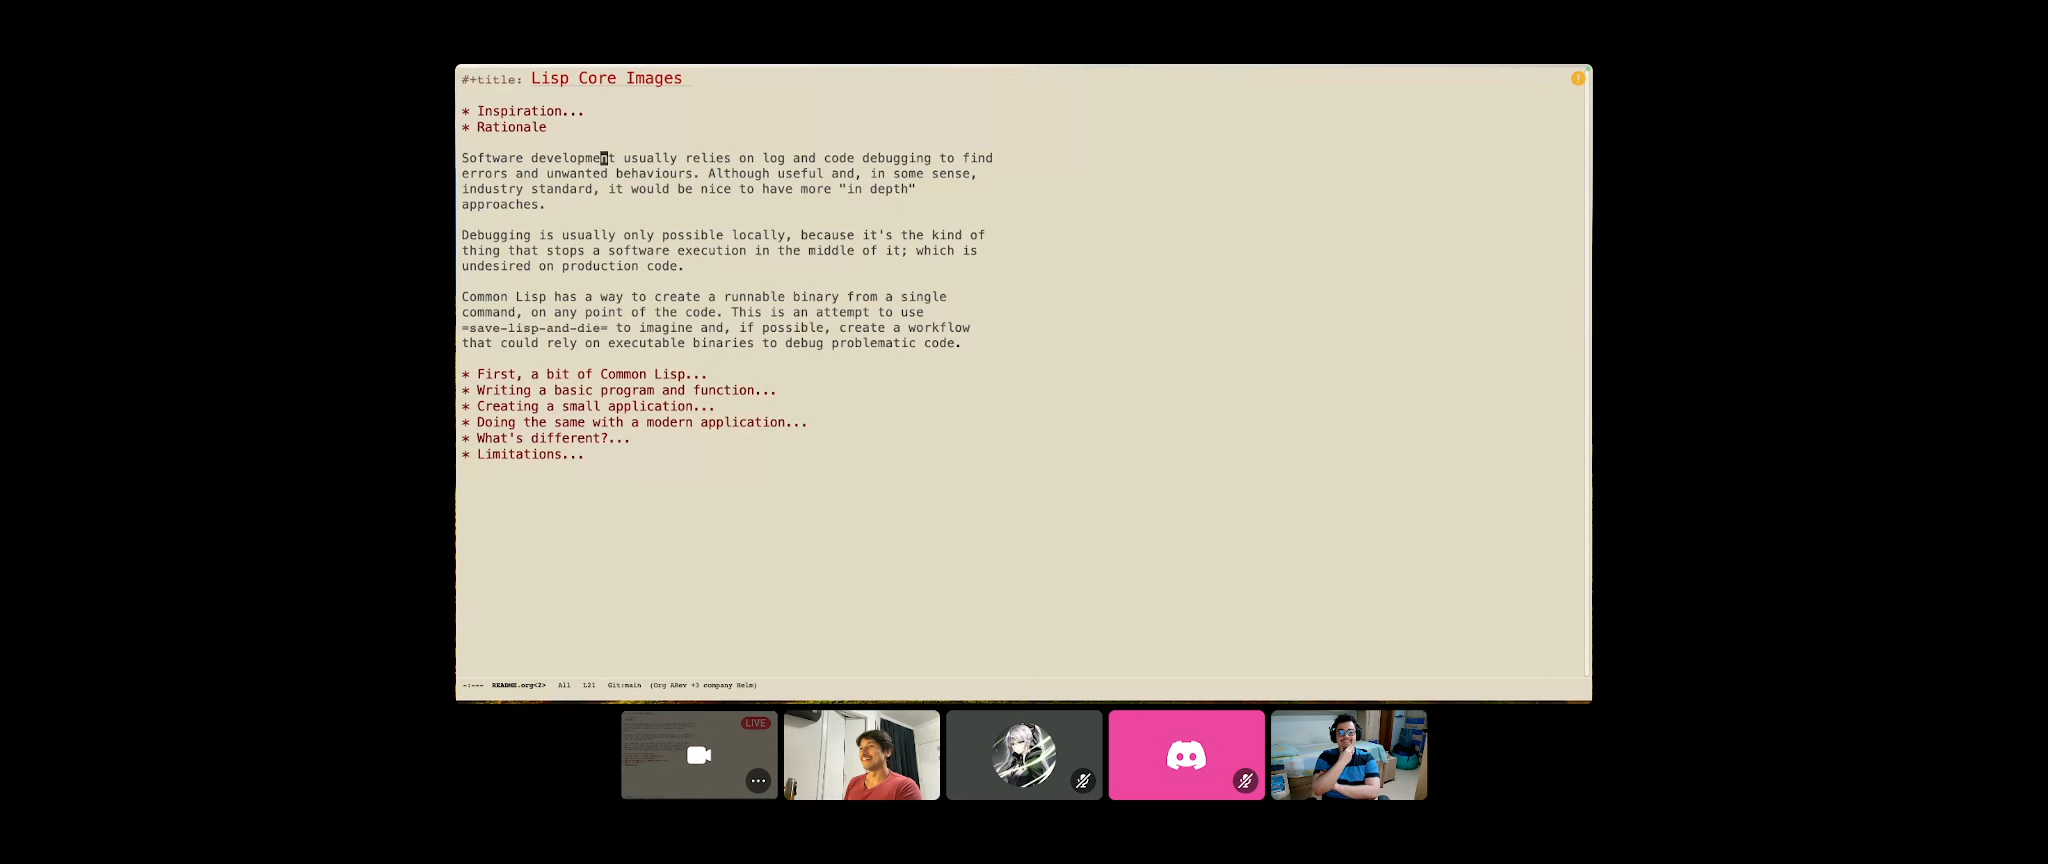 #+title: Lisp Core Images
* Inspiration...
* Rationale
Software development usually relies on log and code debugging to find
errors and unwanted behaviours. Although useful and, in some sense,
industry standard, it would be nice to have more "in depth"
approaches.
Debugging is usually only possible locally, because it's the kind of
thing that stops a software execution in the middle of it; which is
undesired on production code.
Common Lisp has a way to create a runnable binary from a single
command, on any point of the code. This is an attempt to use
=save-lisp-and-die= to imagine and, if possible, create a workflow
that could rely on executable binaries to debug problematic code.
* First, a bit of Common Lisp...
* Writing a basic program and function...
* Creating a small application...
* Doing the same with a modern application...
* What's different?...
* Limitations...
-:--- README.org<2> All L21 Git:main (Org ARev +3 company Helm)
LIVE